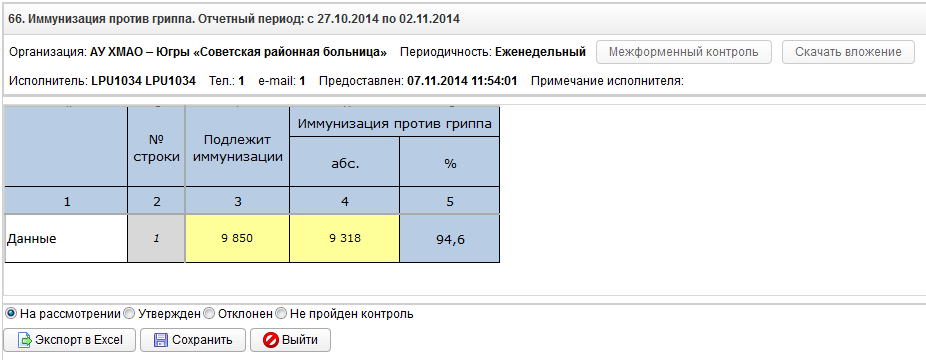 66. Иммунизация против гриппа. Отчетный период: с 27.10.2014 по 02.11.2014
Организация: АУ ХМАО – Югры «Советская районная больница» Периодичность: Еженедельный Межформенный контроль Скачать вложение
Исполнитель: LPU1034 LPU1034 Тел.: 1 e-mail: 1 Предоставлен: 07.11.2014 11:54:01 Примечание исполнителя:
№ строки
Подлежит иммунизации
Иммунизация против гриппа
абс. %
1 2 3 4 5
Данные 1 9 850 9 318 94,6
На рассмотрении Утвержден Отклонен Не пройден контроль
Экспорт в Excel Сохранить Выйти